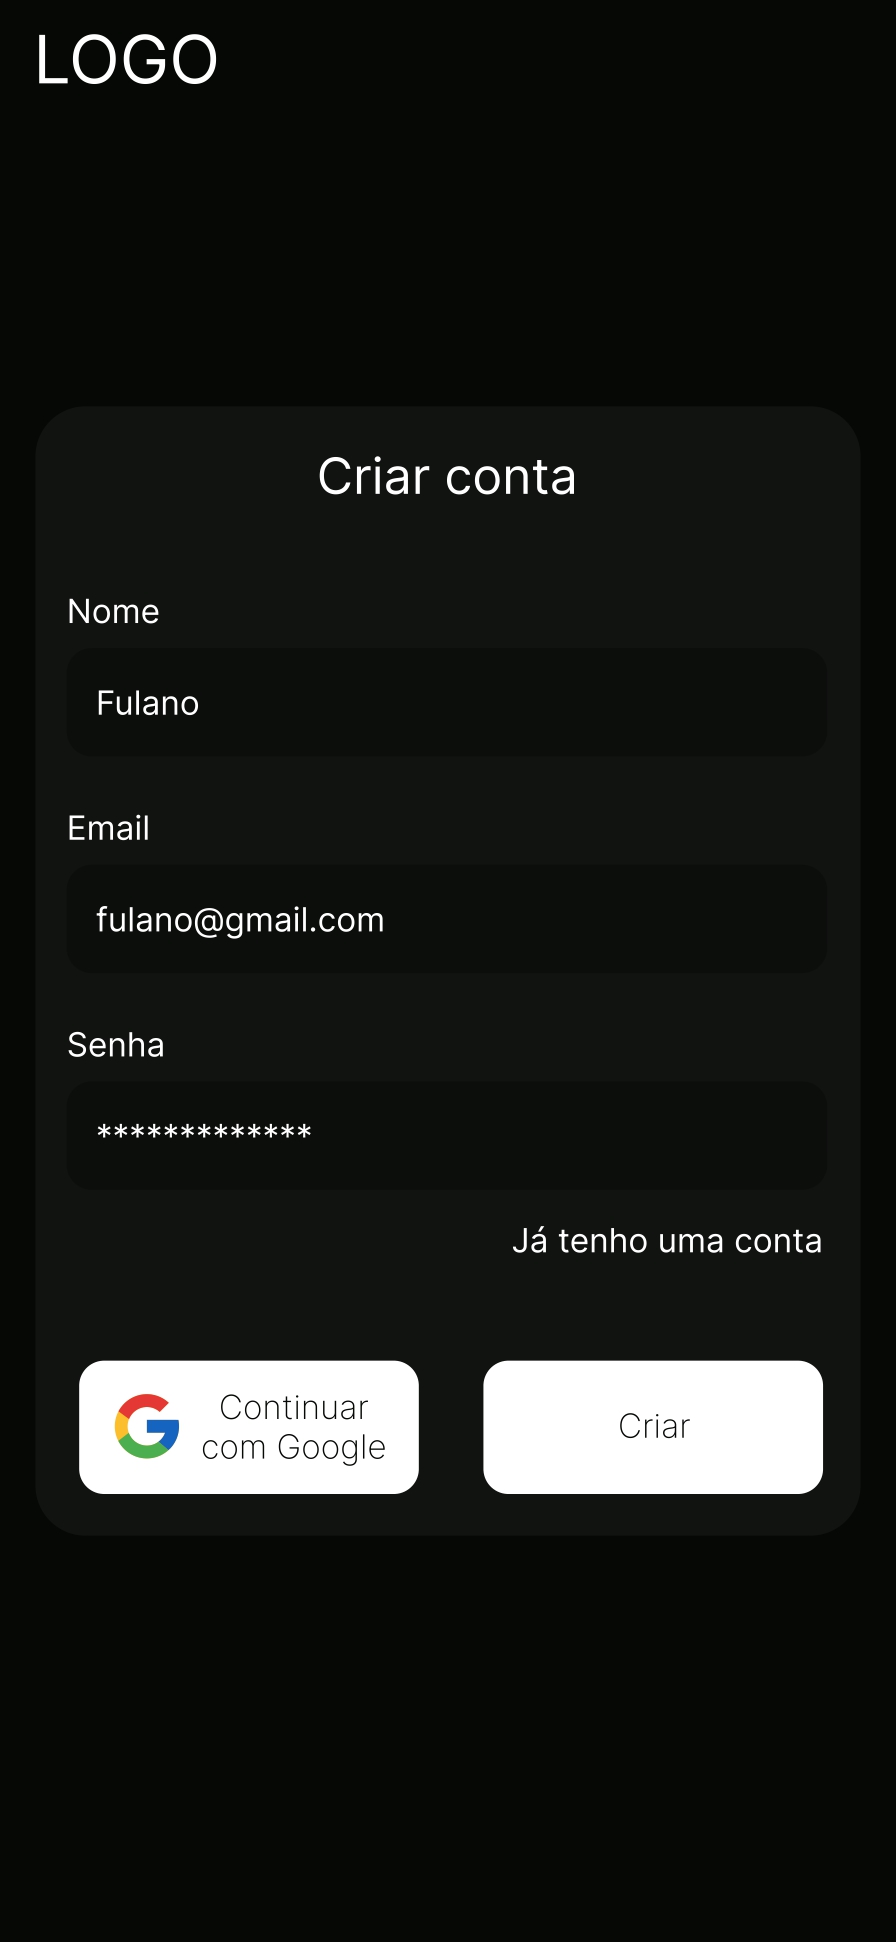 LOGO
Criar conta
Nome
Fulano
Email
fulano@gmail.com
Senha
*************
Já tenho uma conta
Continuar
com Google
Criar